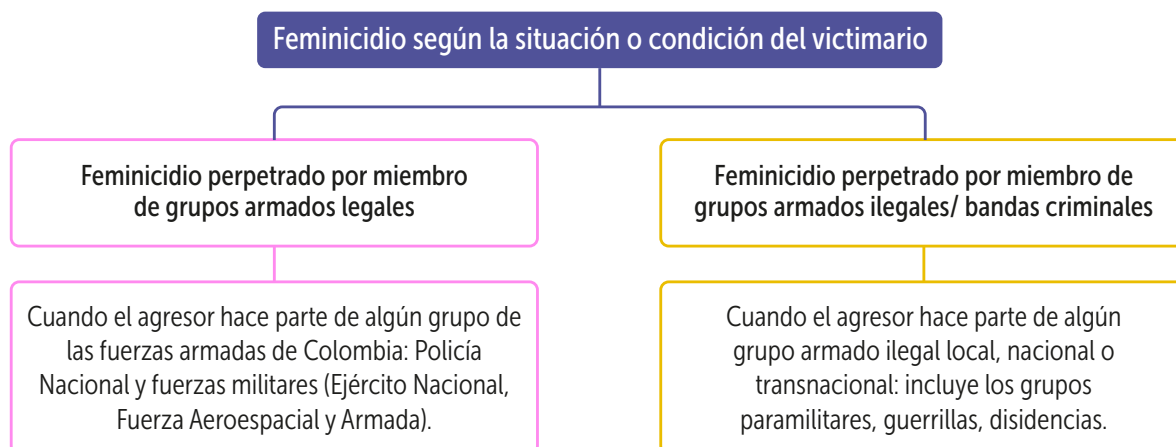 Feminicidio según la situación o condición del victimario
Feminicidio perpetrado por miembro
de grupos armados legales
Cuando el agresor hace parte de algún grupo de
las fuerzas armadas de Colombia: Policía
Nacional y fuerzas militares (Ejército Nacional,
Fuerza Aeroespacial y Armada).
Feminicidio perpetrado por miembro de
grupos armados ilegales/ bandas criminales
Cuando el agresor hace parte de algún
grupo armado ilegal local, nacional o
transnacional: incluye los grupos
paramilitares, guerrillas, disidencias.